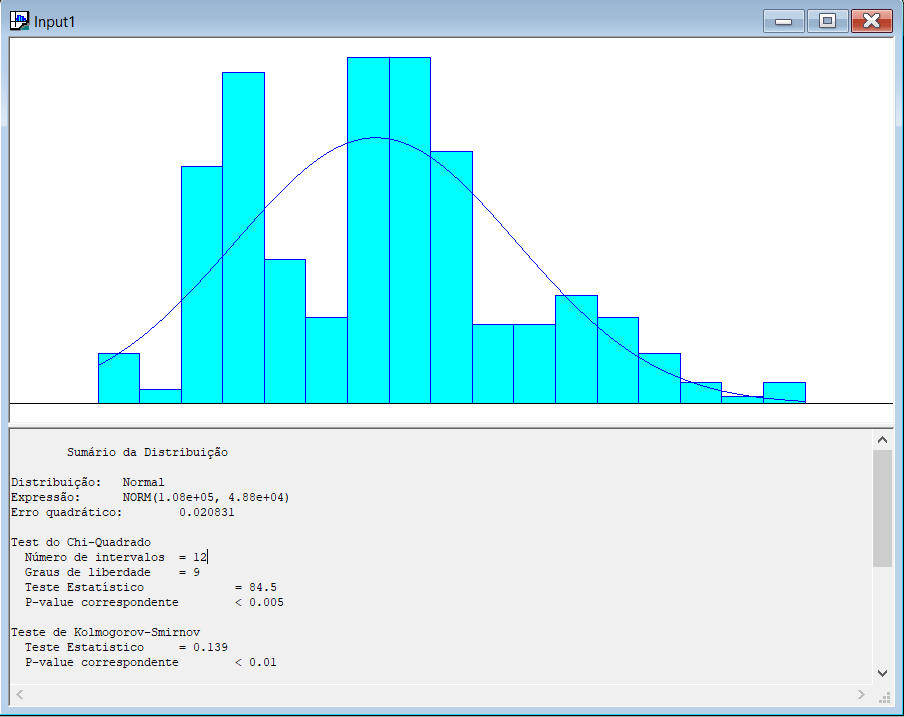 Input1
Sumário da Distribuição
Distribuição: Normal
Expressão: NORM(1.08e+05, 4.88e+04)
Erro quadrático: 0.020831
Test do Chi-Quadrado
Número de intervalos = 12
Graus de liberdade = 9
Teste Estatístico = 84.5
P-value correspondente < 0.005
Teste de Kolmogorov-Smirnov
Teste Estatístico = 0.139
P-value correspondente < 0.01